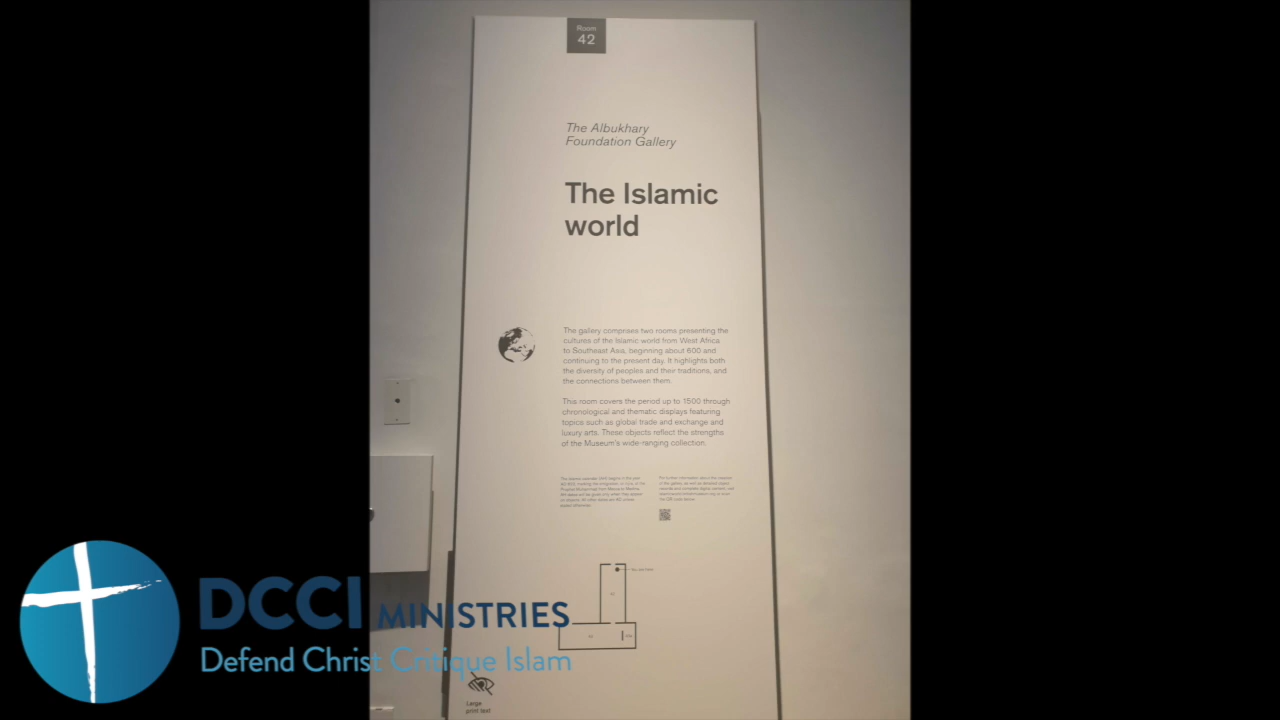 Room
42
The Albukhary
Foundation Gallery
The Islamic
world
The gallery comprises two rooms presenting the
cultures of the Islamic world from West Africa
to Southeast Asia, beginning about 600 and
continuing to the present day. It highlights both
the diversity of peoples and their traditions, and
the connections between them.
This room covers the period up to 1500 through
chronological and thematic displays featuring
topics such as global trade and exchange and
luxury arts. These objects reflect the strengths
of the Museum's wide-ranging collection.
You are here
Large
print text
DCCI MINISTRIES
Defend Christ Critique Islam